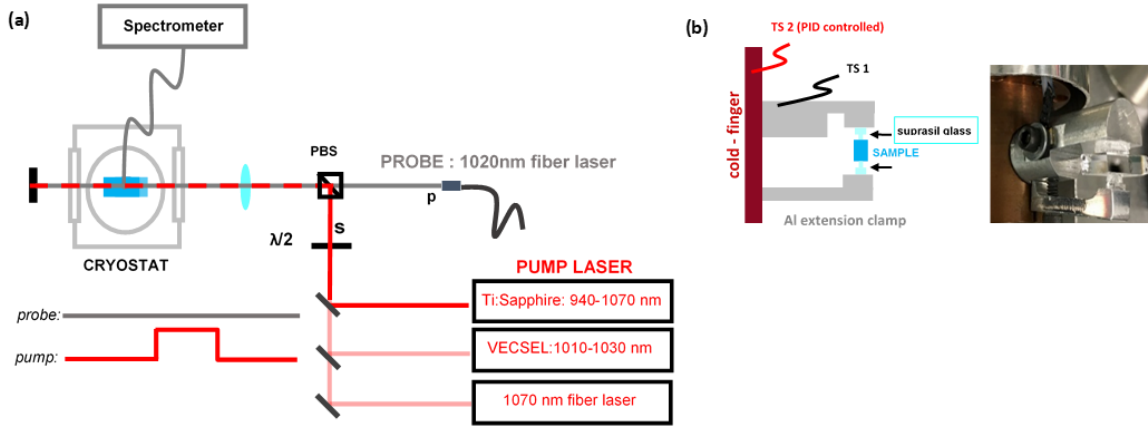 (a)
Spectrometer
PBS
PROBE : 1020nm fiber laser
p
s
λ/2
CRYOSTAT
PUMP LASER
Ti:Sapphire: 940-1070 nm
VECSEL:1010-1030 nm
1070 nm fiber laser
probe:
pump:
(b)
TS 2 (PID controlled)
TS 1
cold - finger
suprasil glass
SAMPLE
Al extension clamp